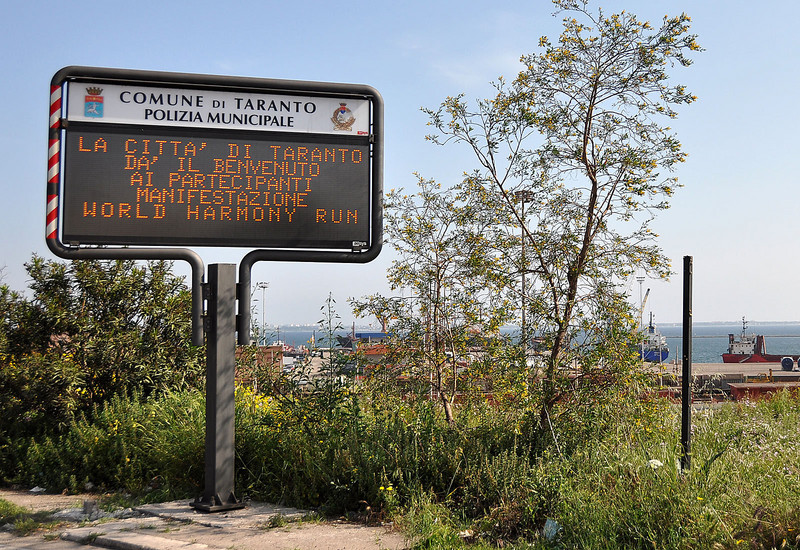 COMUNE DI TARANTO
POLIZIA MUNICIPALE
LA CITTA' DI TARANTO
DA' IL BENVENUTO
AI PARTECIPANTI
MANIFESTAZIONE
WORLD HARMONY RUN